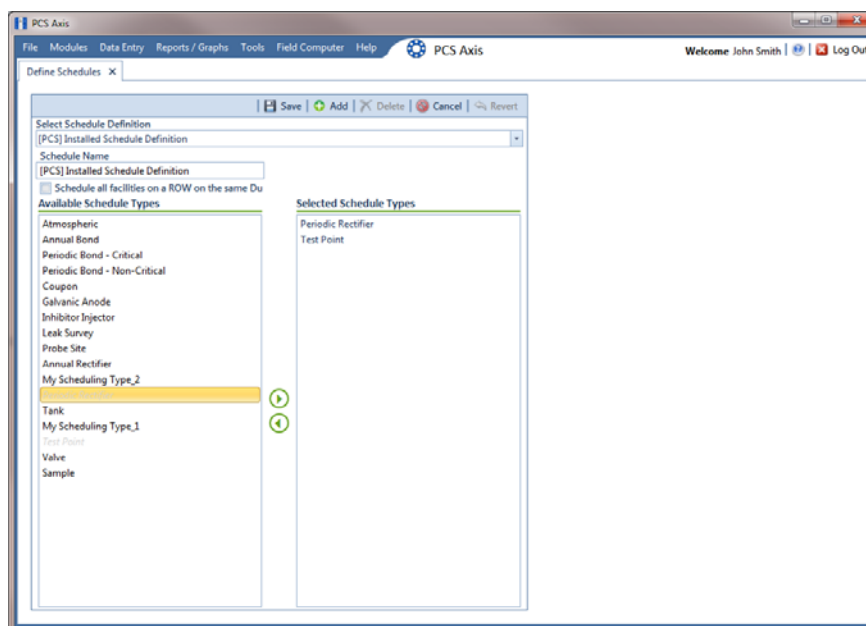 PCS Axis
File Modules Data Entry Reports / Graphs Tools Field Computer Help PCS Axis Welcome John Smith Log Out
Define Schedules X
Save Add Delete Cancel Revert
Select Schedule Definition
[PCS] Installed Schedule Definition
Schedule Name
[PCS] Installed Schedule Definition
Schedule all facilities on a ROW on the same Du
Available Schedule Types
Atmospheric
Annual Bond
Periodic Bond - Critical
Periodic Bond - Non-Critical
Coupon
Galvanic Anode
Inhibitor Injector
Leak Survey
Probe Site
Annual Rectifier
My Scheduling Type_2
Tank
My Scheduling Type_1
Test Point
Valve
Sample
Selected Schedule Types
Periodic Rectifier
Test Point